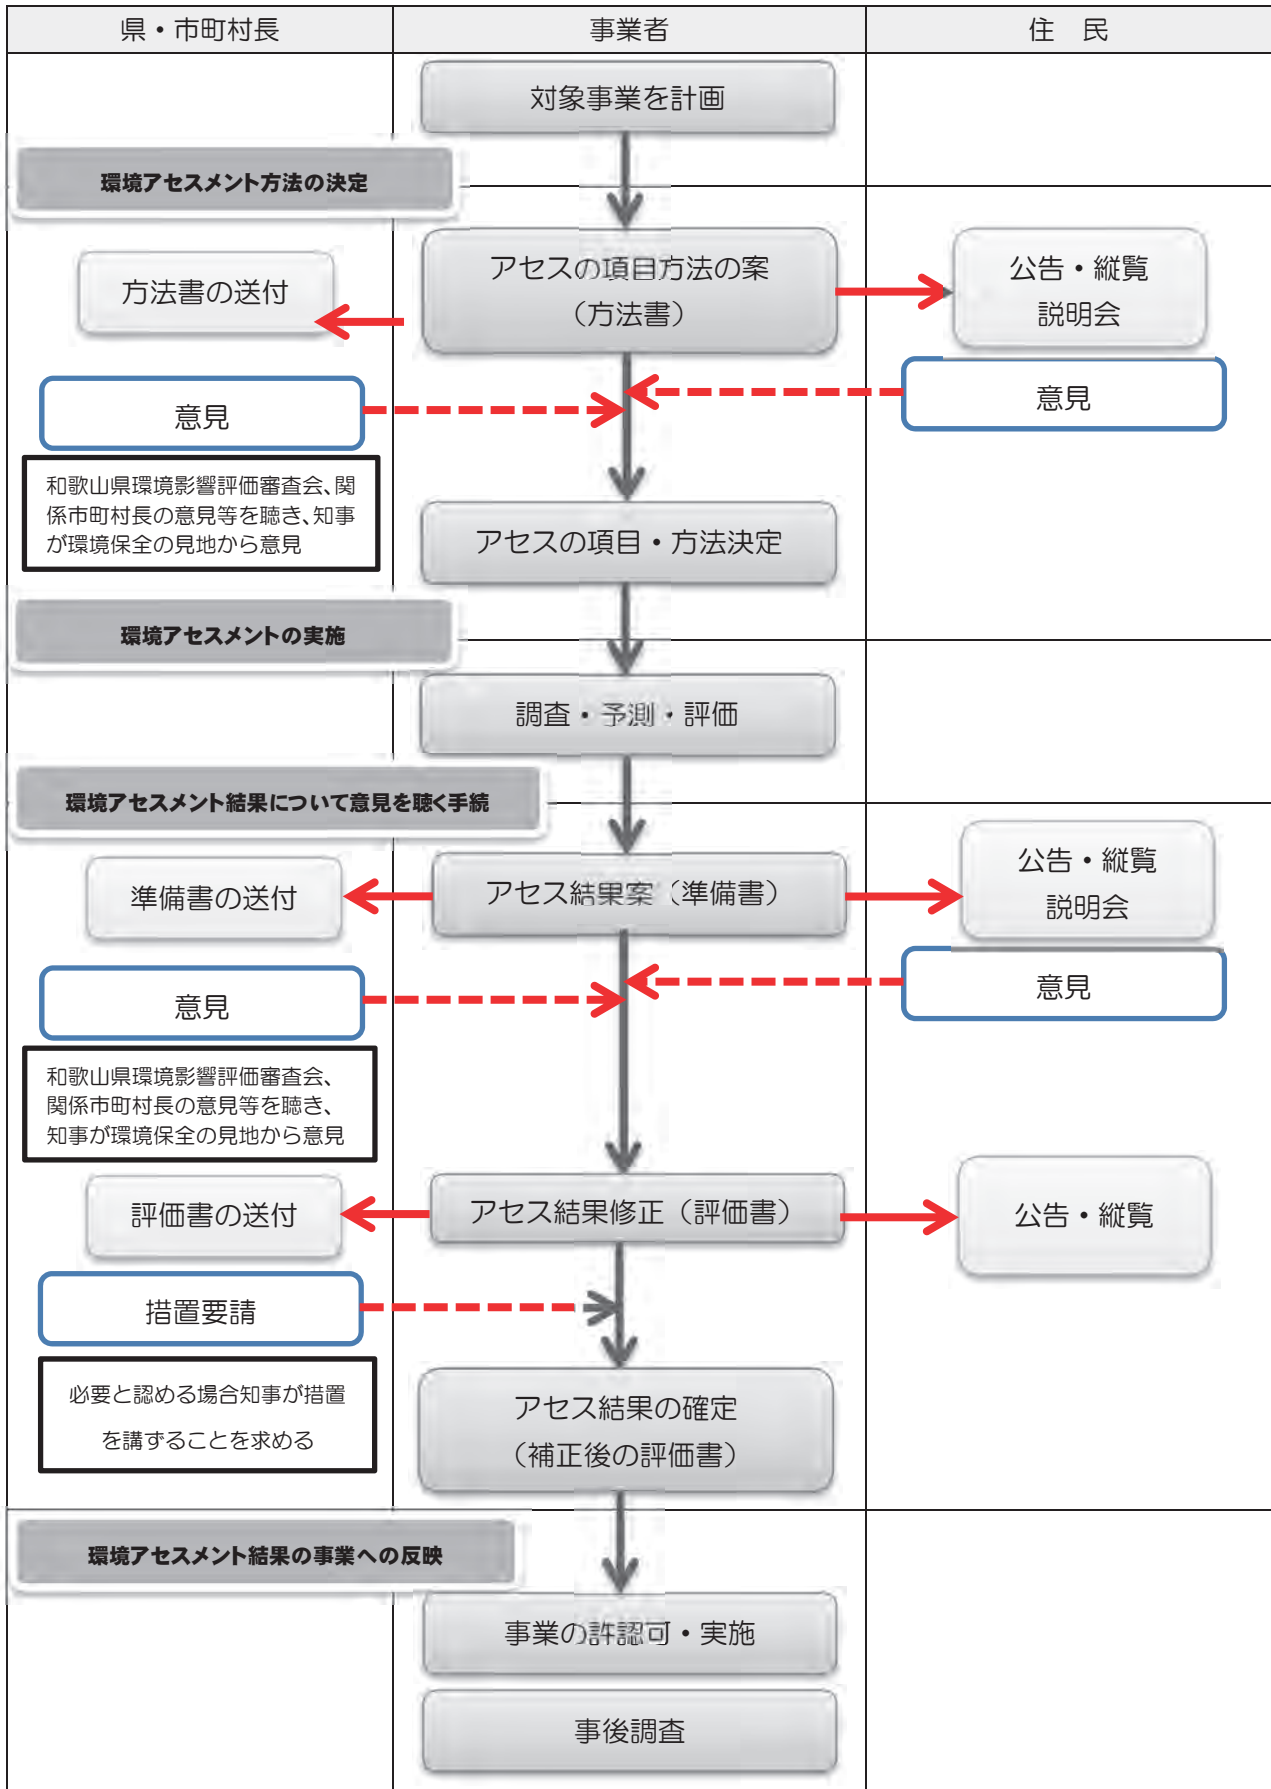 県・市町村長
事業者
住　民
対象事業を計画
環境アセスメント方法の決定
アセスの項目方法の案
（方法書）
方法書の送付
公告・縦覧
説明会
意見
意見
和歌山県環境影響評価審査会、関
係市町村長の意見等を聴き、知事
が環境保全の見地から意見
アセスの項目・方法決定
環境アセスメントの実施
調査・予測・評価
環境アセスメント結果について意見を聴く手続
準備書の送付
アセス結果案（準備書）
公告・縦覧
説明会
意見
意見
和歌山県環境影響評価審査会、
関係市町村長の意見等を聴き、
知事が環境保全の見地から意見
評価書の送付
アセス結果修正（評価書）
公告・縦覧
措置要請
必要と認める場合知事が措置
を講ずることを求める
アセス結果の確定
（補正後の評価書）
環境アセスメント結果の事業への反映
事業の許認可・実施
事後調査